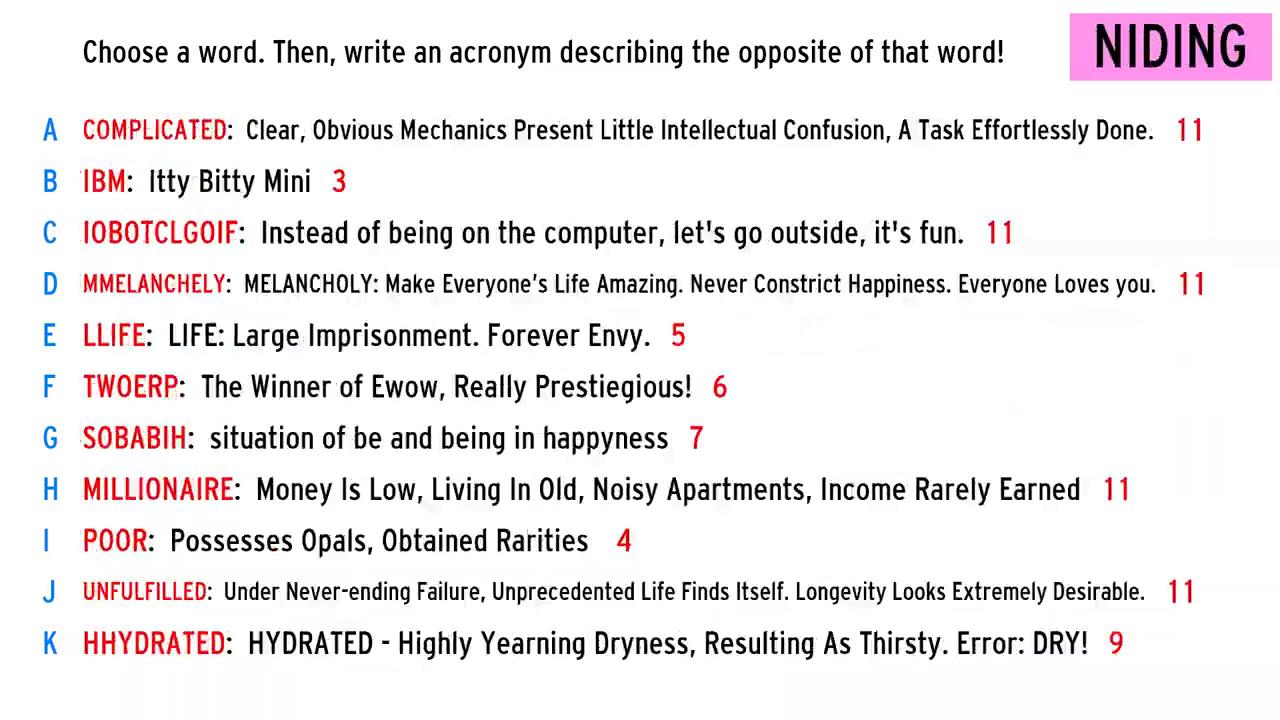 Choose a word. Then, write an acronym describing the opposite of that word!
NIDING
A COMPLICATED: Clear, Obvious Mechanics Present Little Intellectual Confusion, A Task Effortlessly Done. 11
B IBM: Itty Bitty Mini 3
C IOBOTCLGOIF: Instead of being on the computer, let's go outside, it's fun. 11
D MMELANCHELY: MELANCHOLY: Make Everyone's Life Amazing. Never Constrict Happiness. Everyone Loves you. 11
E LLIFE: LIFE: Large Imprisonment. Forever Envy. 5
F TWOERP: The Winner of Ewow, Really Prestiegious! 6
G SOBABIH: situation of be and being in happyness 7
H MILLIONAIRE: Money Is Low, Living In Old, Noisy Apartments, Income Rarely Earned 11
I POOR: Possesses Opals, Obtained Rarities 4
J UNFULFILLED: Under Never-ending Failure, Unprecedented Life Finds Itself. Longevity Looks Extremely Desirable. 11
K HHYDRATED: HYDRATED - Highly Yearning Dryness, Resulting As Thirsty. Error: DRY! 9